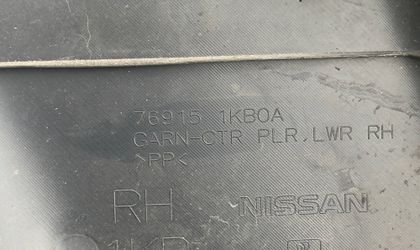 76915 1KB0A
GARN-CTR PLR, LWR RH
>PP<
RH NISSAN